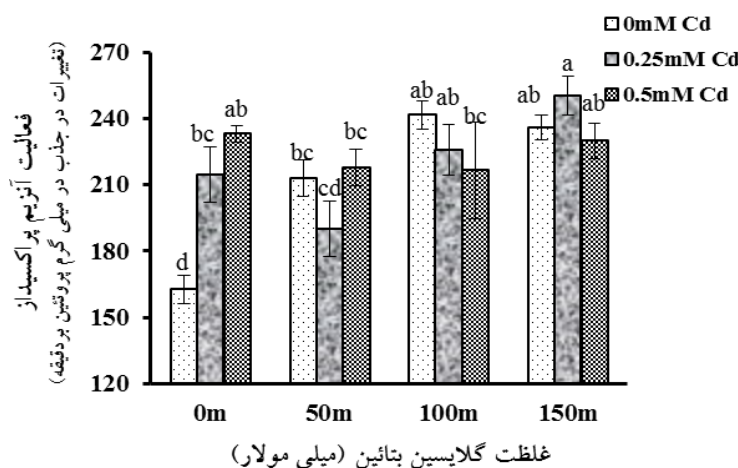 0mM Cd
0.25mM Cd
0.5mM Cd
فعالیت آنزیم پراکسیداز
(تغییرات در جذب در میلی گرم پروتئین بردقیقه)
270
240
210
180
150
120
d bc ab
bc cd bc
ab ab bc
ab a ab
0m 50m 100m 150m
غلظت گلایسین بتائین (میلی مولار)